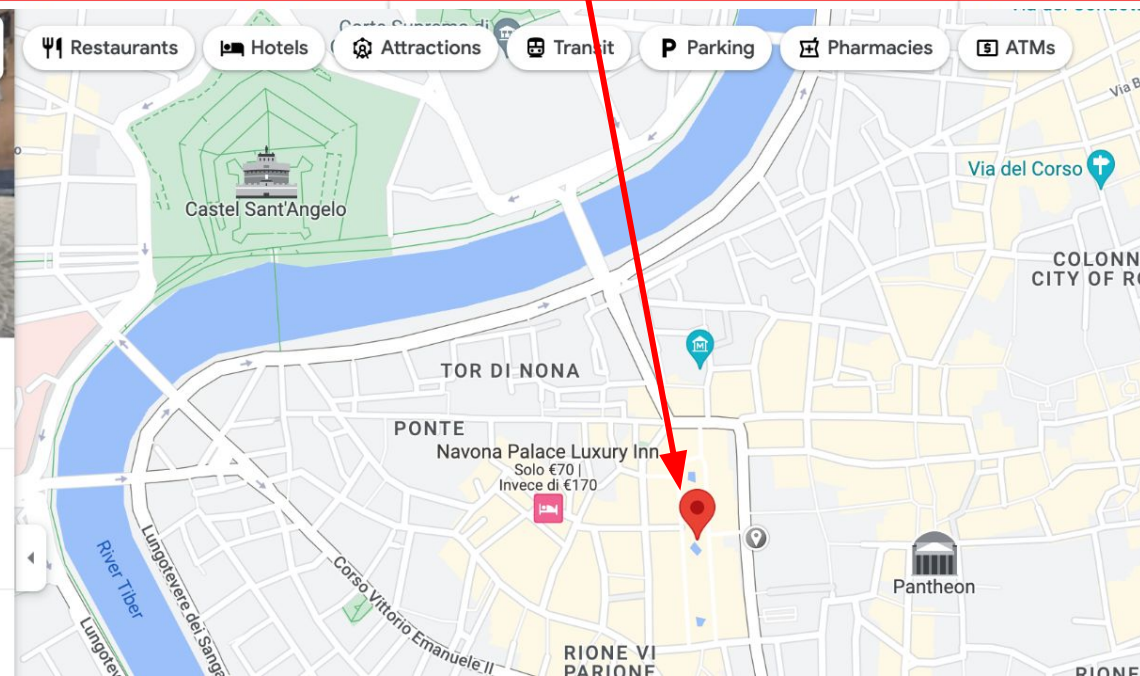 Restaurants
Hotels
Attractions
Transit
Parking
Pharmacies
ATMs
Castel Sant'Angelo
Via del Corso
COLONN
CITY OF RO
TOR DI NONA
PONTE
Navona Palace Luxury Inn
Solo €70 |
Invece di €170
Pantheon
River Tiber
Lungotevere dei Sanga
Lungotev
Corso Vittorio Emanuele II
RIONE VI
PARIONE
RIONE